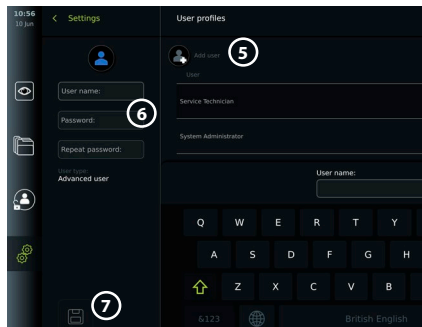 10:56
10 Jun
Settings
User profiles
Add user
5
User
User name:
Service Technician
Password:
6
System Administrator
Repeat password:
User type:
Advanced user
User name:
Q W E R T Y
A S D F G H
Z X C V B
7
&123
British English